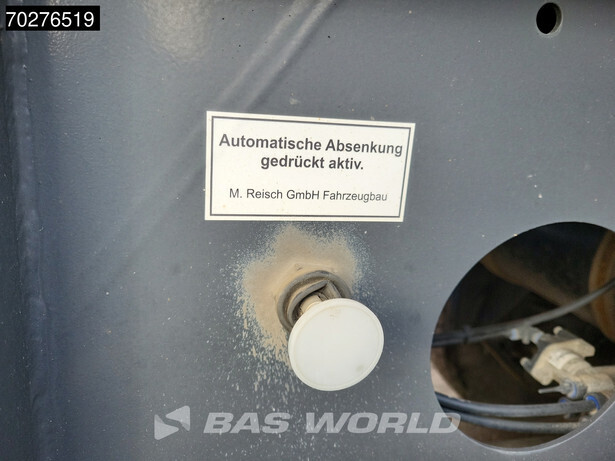 70276519
Automatische Absenkung
gedrückt aktiv.
M. Reisch GmbH Fahrzeugbau
BAS WORLD